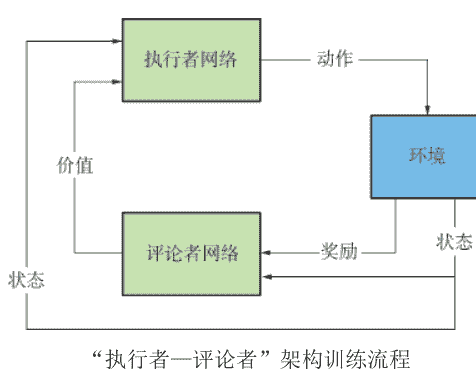 执行者网络
动作
环境
价值
评论者网络
奖励
状态
状态
“执行者—评论者”架构训练流程